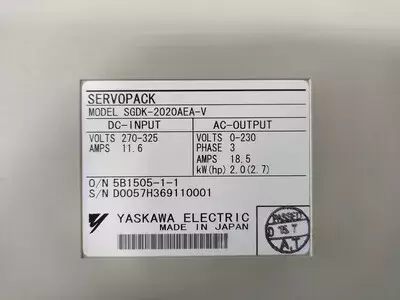 SERVOPACK
MODEL SGDK-2020AEA-V
DC-INPUT AC-OUTPUT
VOLTS 270-325 VOLTS 0-230
AMPS 11.6 PHASE 3
AMPS 18.5
kW(hp) 2.0(2.7)
O/N 5B1505-1-1
S/N D0057H369110001
YASKAWA ELECTRIC
MADE IN JAPAN
PASSED
15.7
A.T